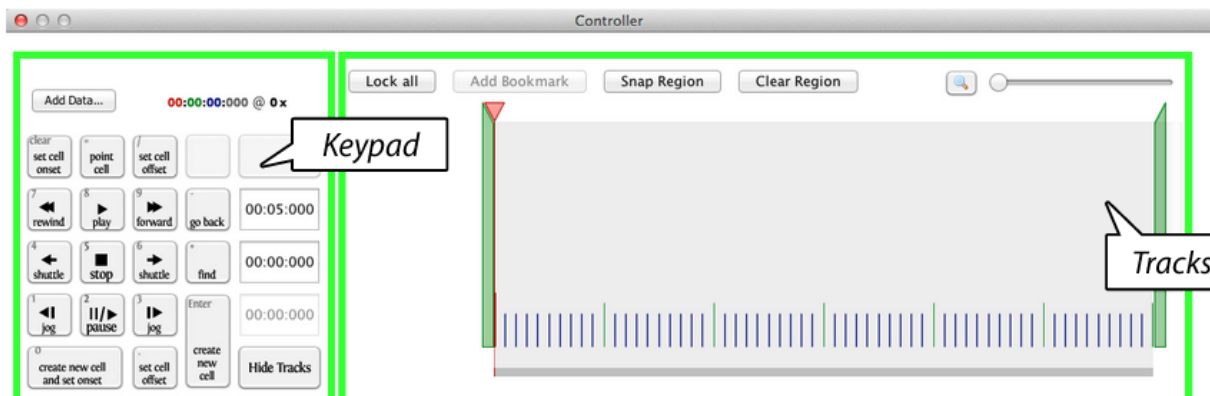 Controller
Lock all Add Bookmark Snap Region Clear Region
Add Data... 00:00:00:000 @ 0 x
Keypad
clear = /
set cell onset point cell set cell offset
7 8 9 -
rewind play forward go back 00:05:000
Tracks
4 5 6 +
shuttle stop shuttle find 00:00:000
1 2 3 Enter
jog pause jog 00:00:000
0 .
create new cell and set onset set cell offset create new cell Hide Tracks